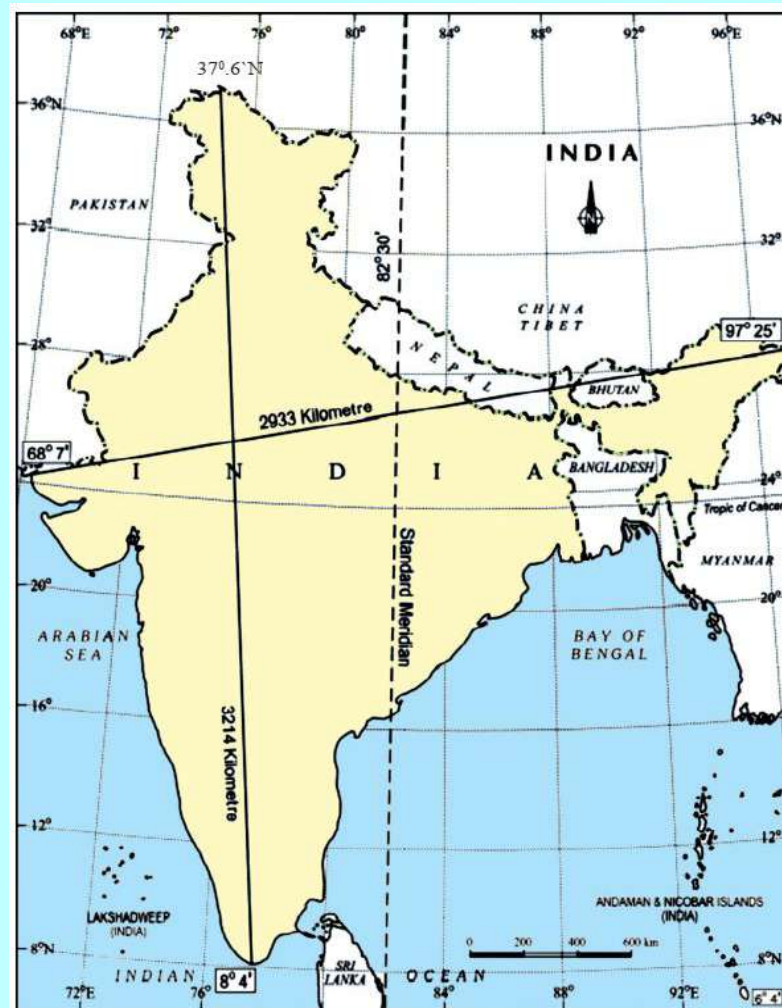 68°E 72° 76° 80° 84° 88° 92° 96°E
37⁰.6`N
36°N 36°N
INDIA
PAKISTAN
N
32° 32°
82° 30'
CHINA
TIBET
97° 25'
28°
NEPAL
BHUTAN
2933 Kilometre
68° 7'
I N D I A
BANGLADESH
24°
Tropic of Cancer
Standard Meridian
MYANMAR
20° 20°
ARABIAN
SEA
BAY OF
BENGAL
3214 Kilometre
16°
12° 12°
LAKSHADWEEP
(INDIA)
ANDAMAN & NICOBAR ISLANDS
(INDIA)
0 200 400 600 km
8°N 8°N
INDIAN OCEAN
8° 4'
SRI
LANKA
72°E 76° 84° 88° 92°E
6° 4'